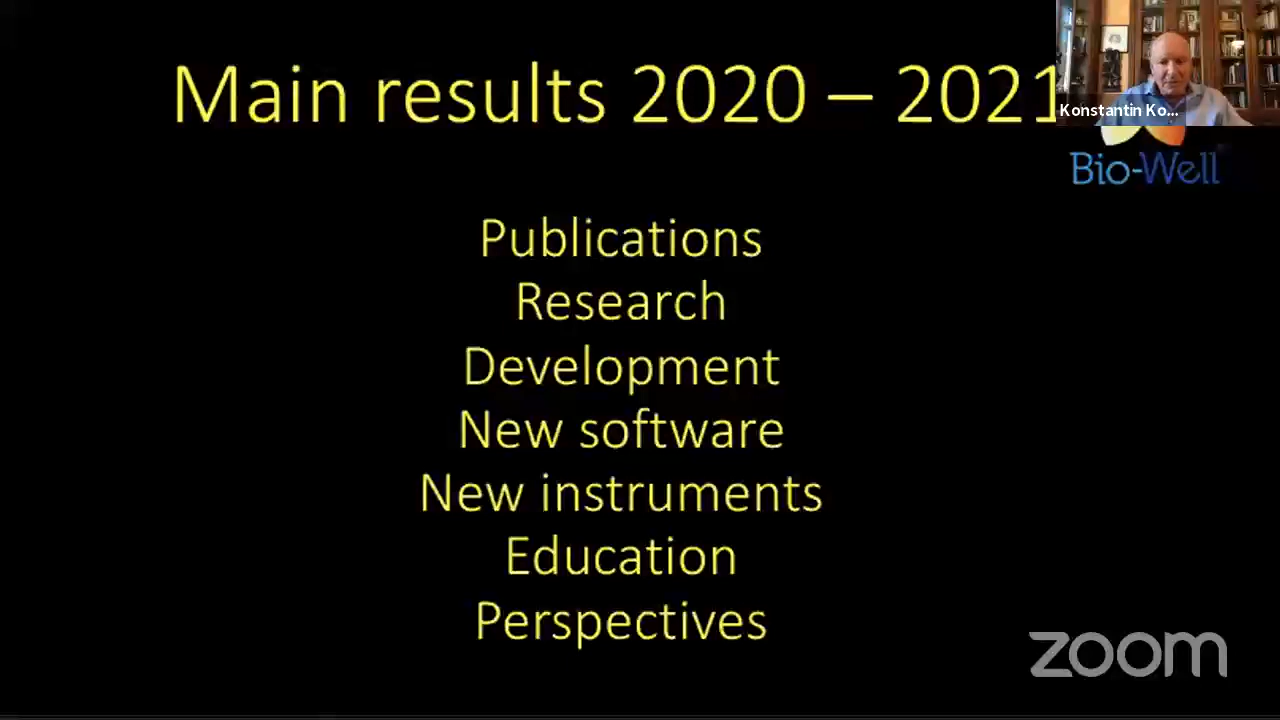 Main results 2020 – 2021
Konstantin Ko...
Bio-Well
Publications
Research
Development
New software
New instruments
Education
Perspectives
zoom